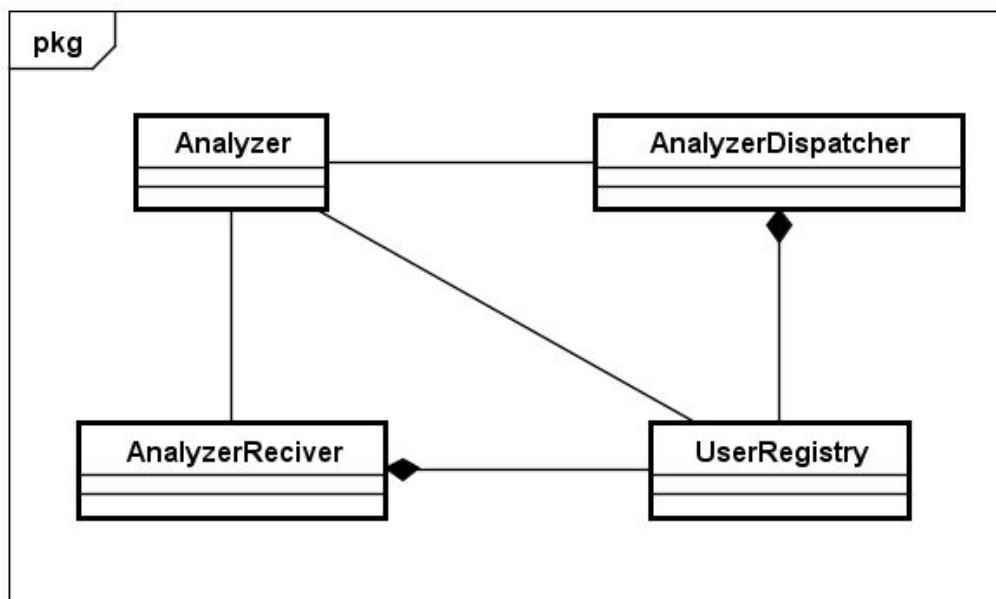 pkg
Analyzer
AnalyzerDispatcher
AnalyzerReciver
UserRegistry